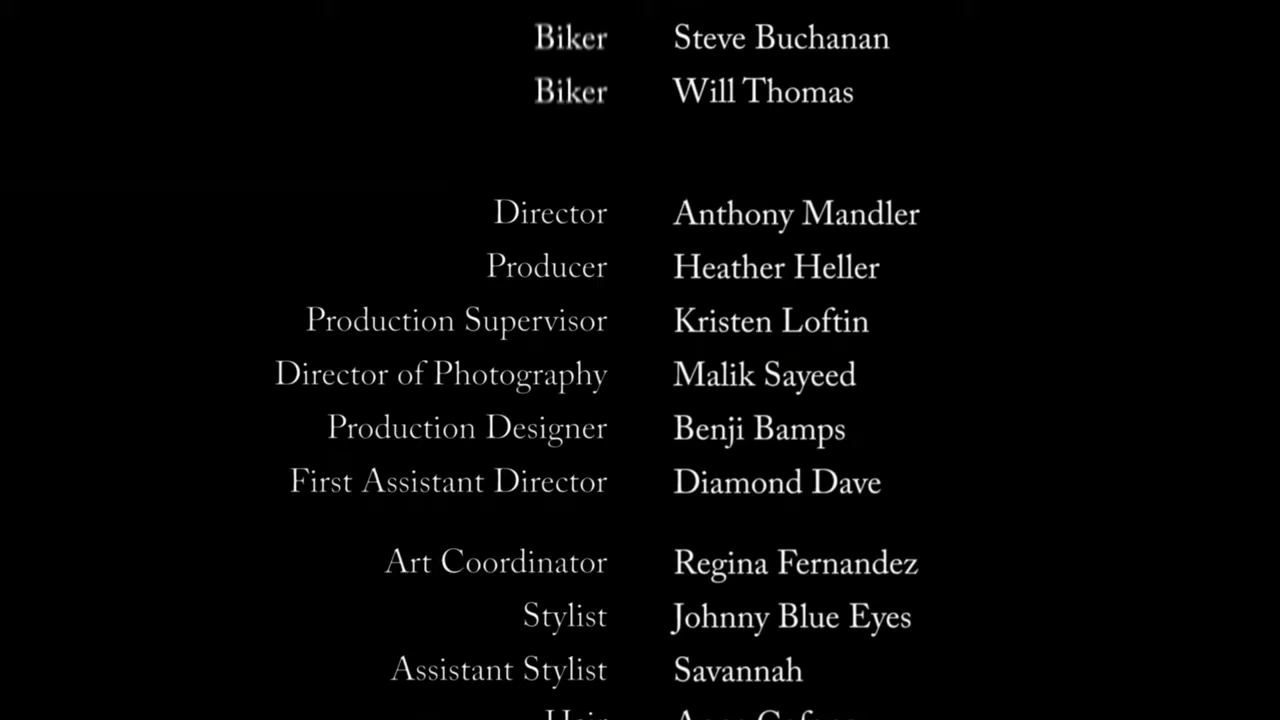 Biker Steve Buchanan
Biker Will Thomas
Director Anthony Mandler
Producer Heather Heller
Production Supervisor Kristen Loftin
Director of Photography Malik Sayeed
Production Designer Benji Bamps
First Assistant Director Diamond Dave
Art Coordinator Regina Fernandez
Stylist Johnny Blue Eyes
Assistant Stylist Savannah
Hair